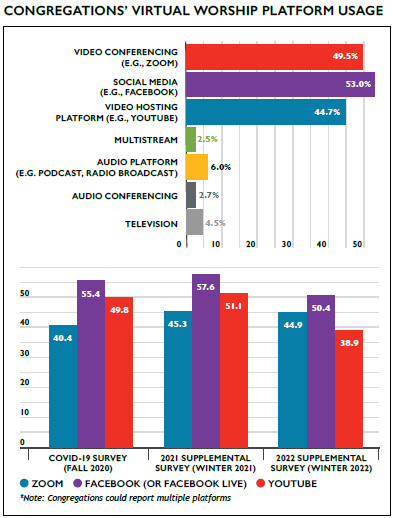 CONGREGATIONS' VIRTUAL WORSHIP PLATFORM USAGE
VIDEO CONFERENCING
(E.G., ZOOM)
49.5%
SOCIAL MEDIA
(E.G., FACEBOOK)
53.0%
VIDEO HOSTING
PLATFORM (E.G., YOUTUBE)
44.7%
MULTISTREAM
2.5%
AUDIO PLATFORM
(E.G. PODCAST, RADIO BROADCAST)
6.0%
AUDIO CONFERENCING
2.7%
TELEVISION
4.5%
0 10 20 30 40 50
50
40
30
20
10
0
40.4
55.4
49.8
45.3
57.6
51.1
44.9
50.4
38.9
COVID-19 SURVEY
(FALL 2020)
2021 SUPPLEMENTAL
SURVEY (WINTER 2021)
2022 SUPPLEMENTAL
SURVEY (WINTER 2022)
ZOOM FACEBOOK (OR FACEBOOK LIVE) YOUTUBE
*Note: Congregations could report multiple platforms